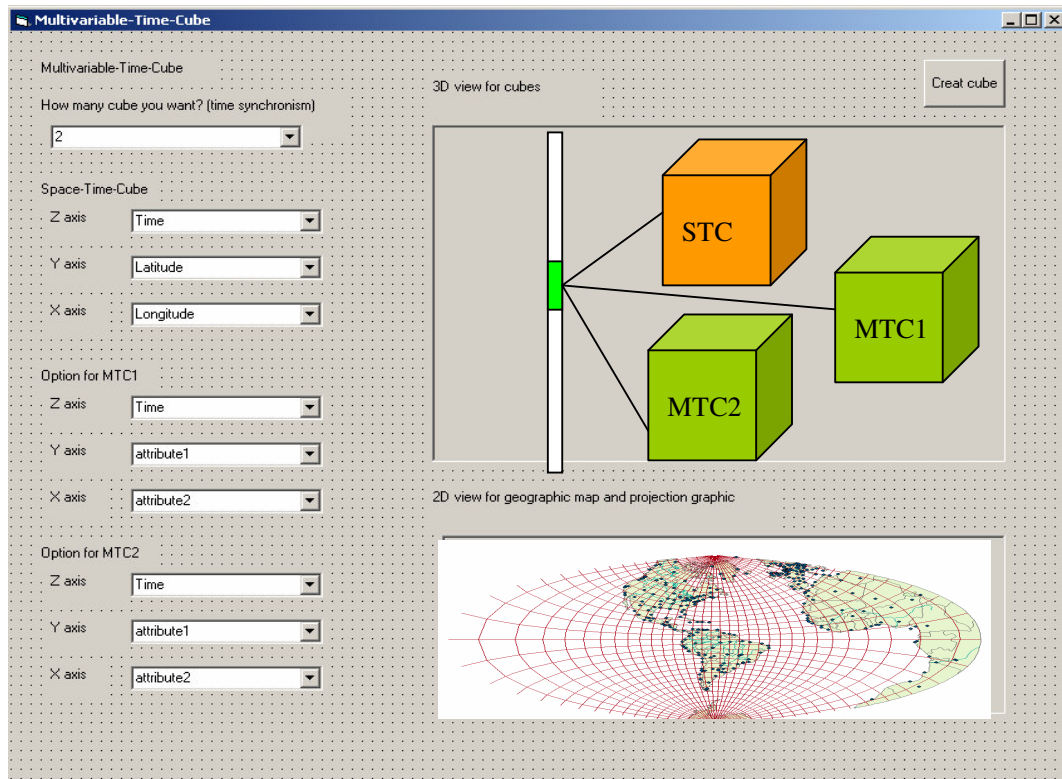 Multivariable-Time-Cube
Multivariable-Time-Cube
How many cube you want? (time synchronism)
2
Space-Time-Cube
Z axis Time
Y axis Latitude
X axis Longitude
Option for MTC1
Z axis Time
Y axis attribute1
X axis attribute2
Option for MTC2
Z axis Time
Y axis attribute1
X axis attribute2
3D view for cubes
Creat cube
STC
MTC1
MTC2
2D view for geographic map and projection graphic